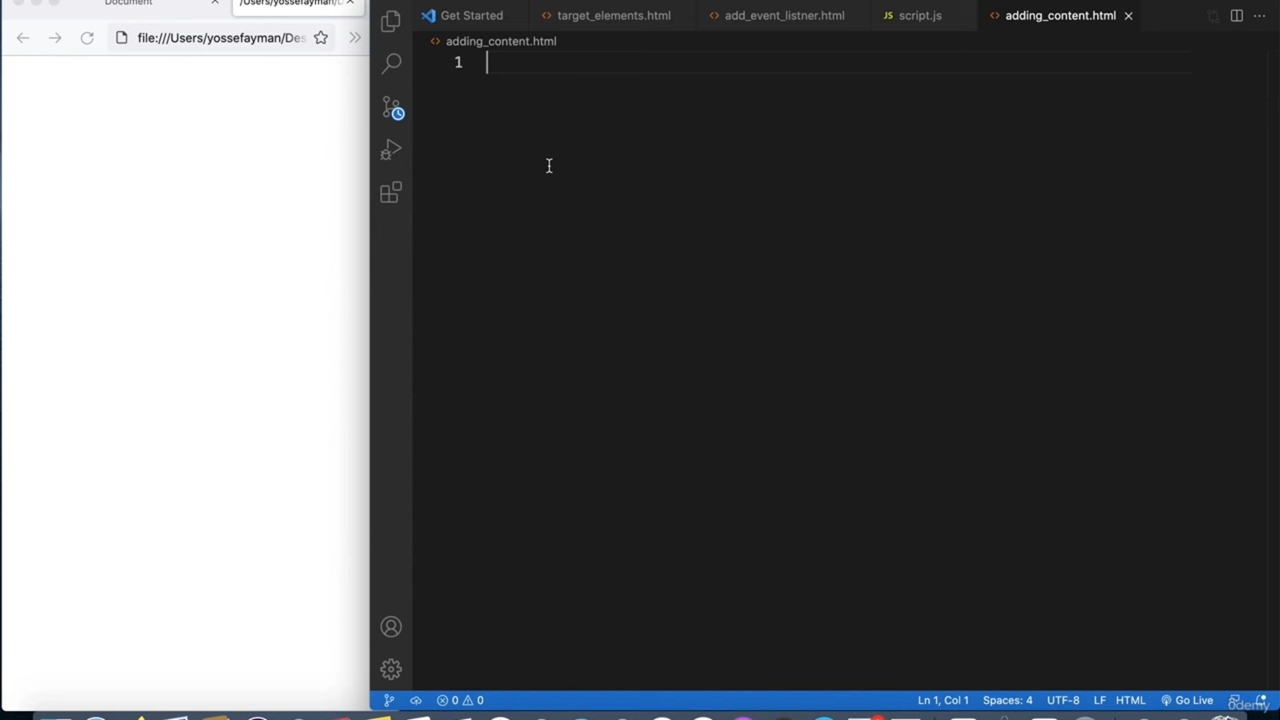 Document
/Users/yossefayman/D
file:///Users/yossefayman/Des
Get Started
target_elements.html
add_event_listner.html
JS script.js
adding_content.html
adding_content.html
1
0 0
Ln 1, Col 1
Spaces: 4
UTF-8
LF
HTML
Go Live
udemy